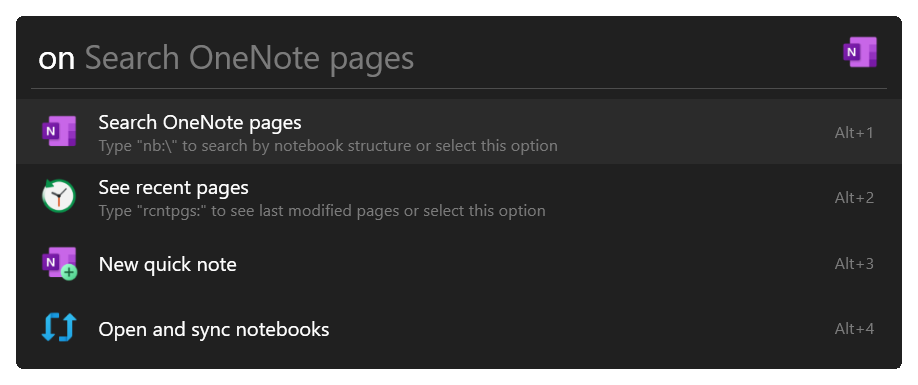 on Search OneNote pages
N
N
Search OneNote pages
Type "nb:\" to search by notebook structure or select this option
Alt+1
See recent pages
Type "rcntpgs:" to see last modified pages or select this option
Alt+2
N
New quick note
Alt+3
Open and sync notebooks
Alt+4